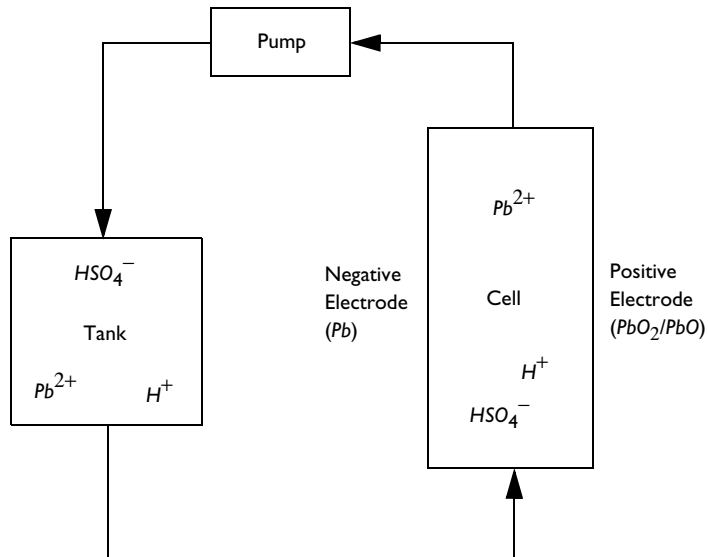 Pump
Pb²⁺
HSO₄⁻
Negative
Electrode
(Pb)
Cell
Positive
Electrode
(PbO₂/PbO)
Tank
Pb²⁺
H⁺
H⁺
HSO₄⁻